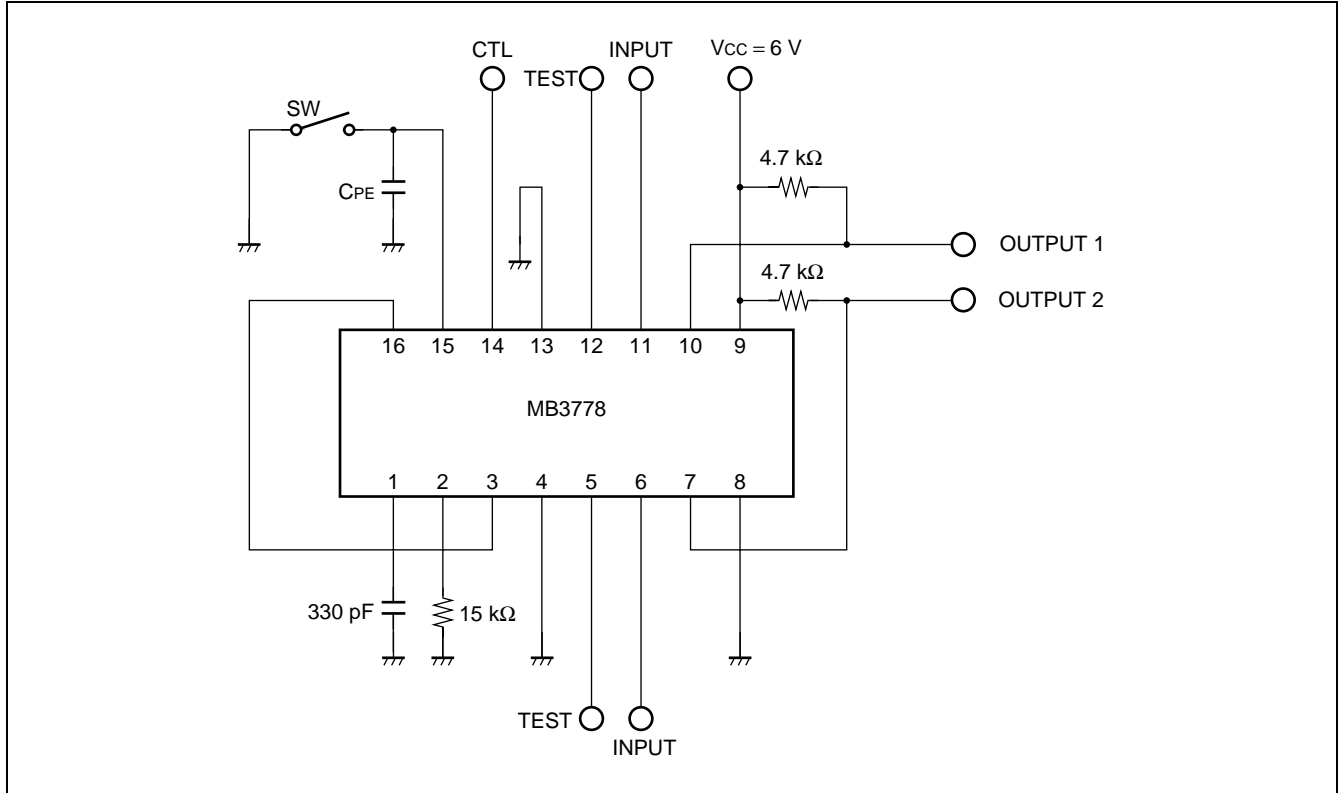 CTL
TEST
INPUT
VCC = 6 V
SW
CPE
4.7 kΩ
OUTPUT 1
4.7 kΩ
OUTPUT 2
16 15 14 13 12 11 10 9
MB3778
1 2 3 4 5 6 7 8
330 pF
15 kΩ
TEST
INPUT